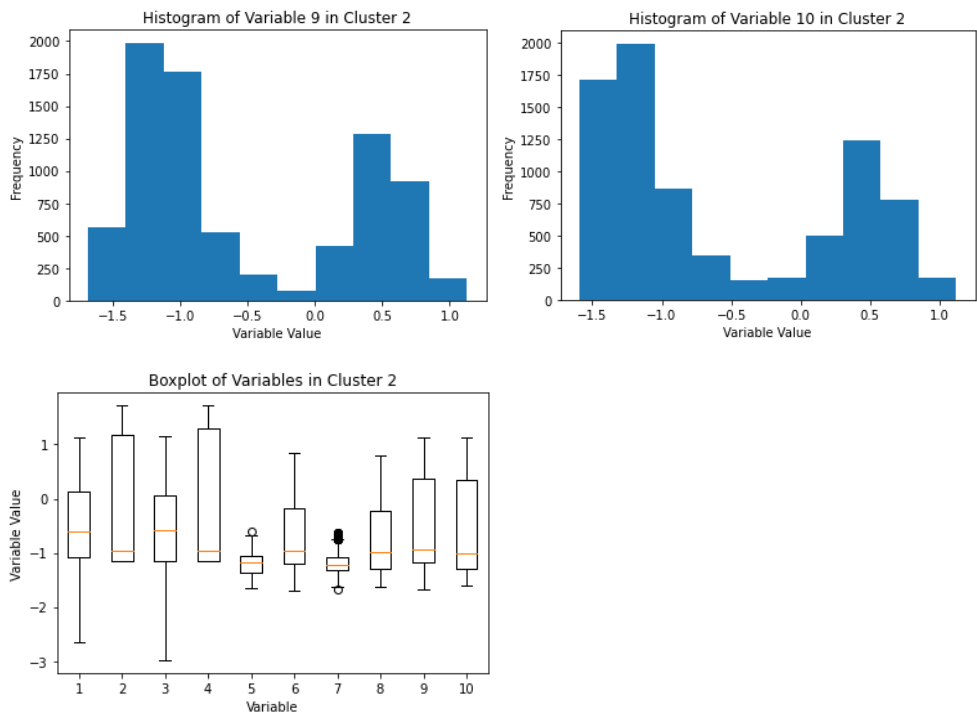 Histogram of Variable 9 in Cluster 2
2000
1750
1500
1250
1000
750
500
250
0
Frequency
−1.5 −1.0 −0.5 0.0 0.5 1.0
Variable Value
Histogram of Variable 10 in Cluster 2
2000
1750
1500
1250
1000
750
500
250
0
Frequency
−1.5 −1.0 −0.5 0.0 0.5 1.0
Variable Value
Boxplot of Variables in Cluster 2
1
0
−1
−2
−3
Variable Value
1 2 3 4 5 6 7 8 9 10
Variable